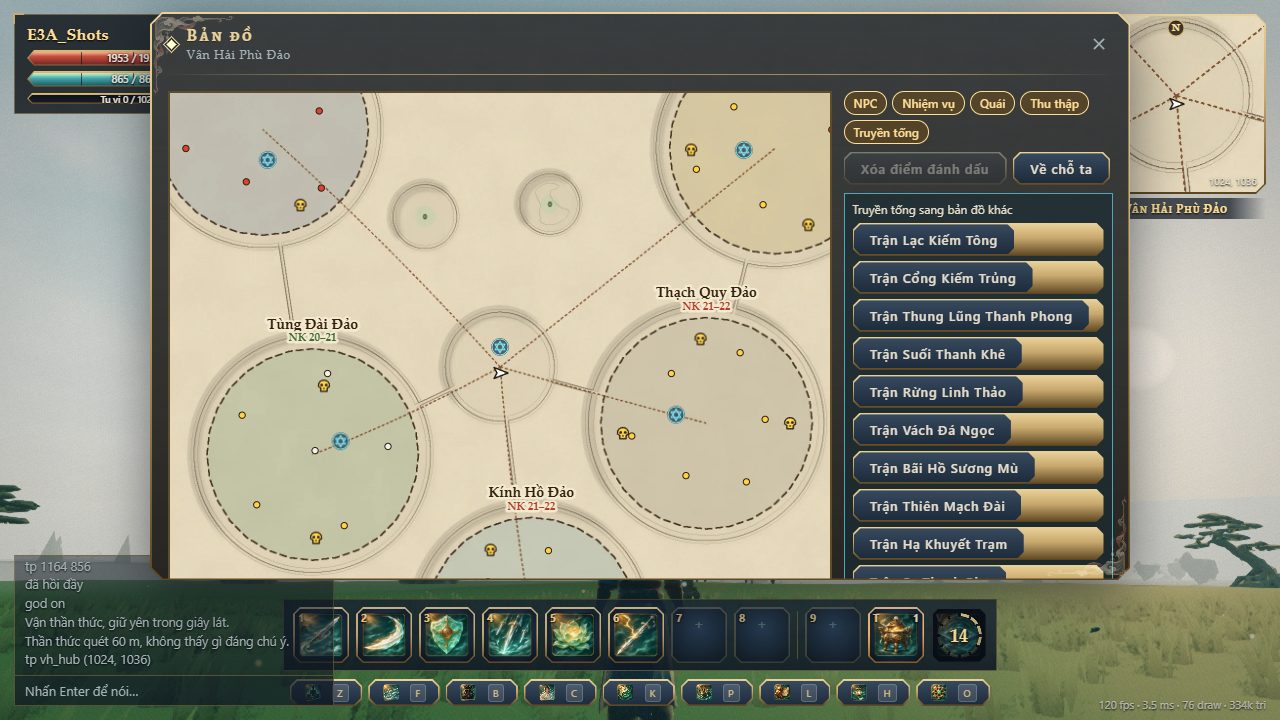 E3A_Shots
1953 / 19
865 / 86
Tu vi 0 / 102
Bản đồ
Vân Hải Phù Đảo
NPC
Nhiệm vụ
Quái
Thu thập
Truyền tống
Xóa điểm đánh dấu
Về chỗ ta
Truyền tống sang bản đồ khác
Trận Lạc Kiếm Tông
Trận Cổng Kiếm Trủng
Trận Thung Lũng Thanh Phong
Trận Suối Thanh Khê
Trận Rừng Linh Thảo
Trận Vách Đá Ngọc
Trận Bãi Hồ Sương Mù
Trận Thiên Mạch Đài
Trận Hạ Khuyết Trạm
Thạch Quy Đảo
NK 21–22
Tùng Đài Đảo
NK 20–21
Kính Hồ Đảo
NK 21–22
N
1024, 1036
Vân Hải Phù Đảo
tp 1164 856
đã hồi đầy
god on
Vận thần thức, giữ yên trong giây lát.
Thần thức quét 60 m, không thấy gì đáng chú ý.
tp vh_hub (1024, 1036)
Nhấn Enter để nói...
1 2 3 4 5 6 7 8 9 T 1 14
Z F B C K P L H O
120 fps · 3.5 ms · 76 draw · 334k tri